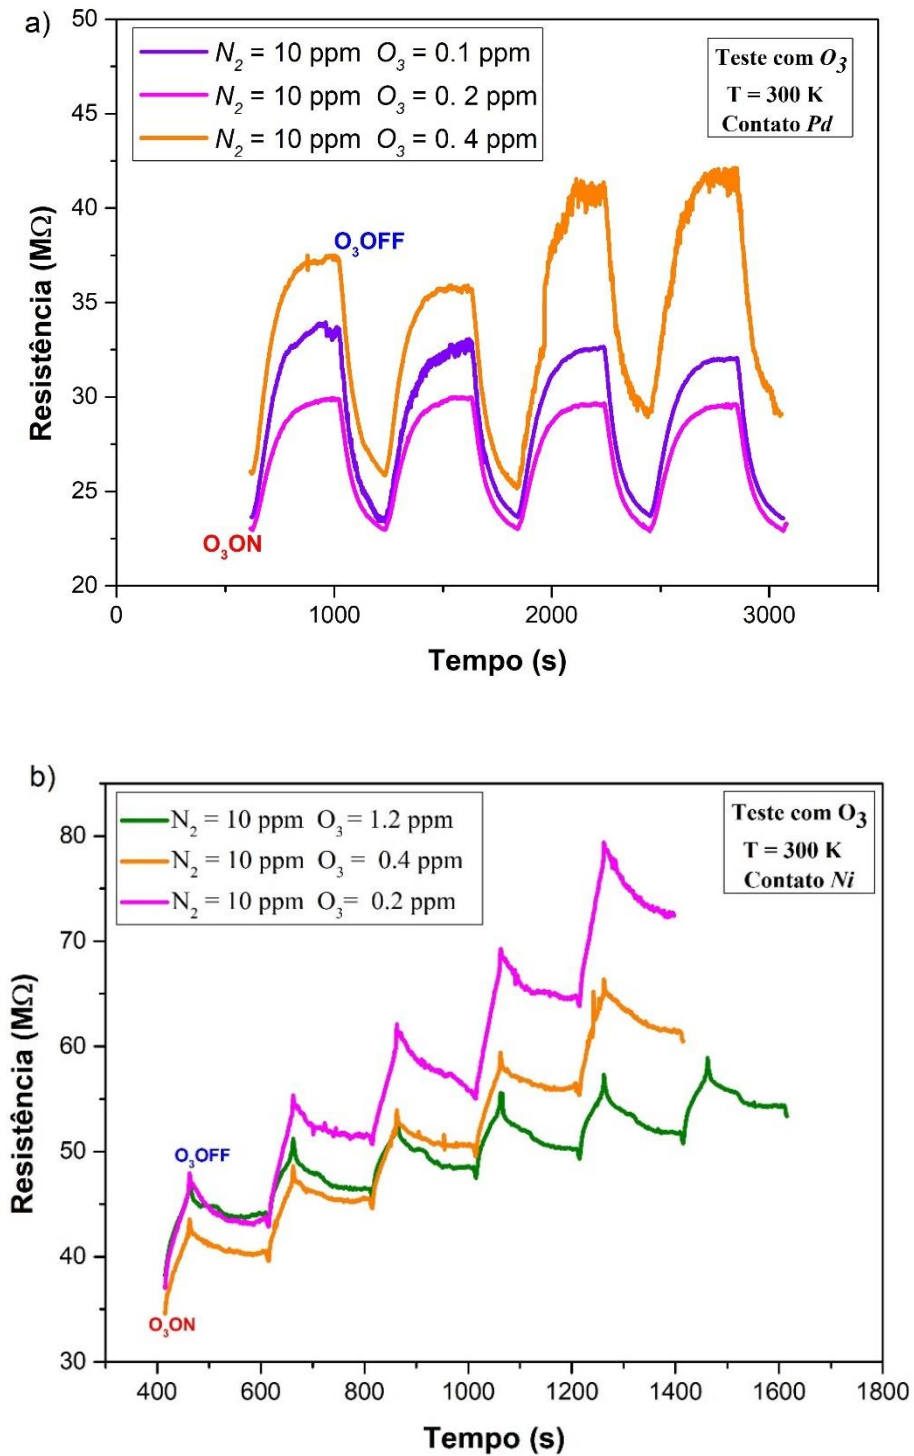 a)
50
45
40
35
30
25
20
Resistência (MΩ)
N₂ = 10 ppm O₃ = 0.1 ppm
N₂ = 10 ppm O₃ = 0. 2 ppm
N₂ = 10 ppm O₃ = 0. 4 ppm
Teste com O₃
T = 300 K
Contato Pd
O₃OFF
O₃ON
0 1000 2000 3000
Tempo (s)
b)
80
70
60
50
40
30
Resistência (MΩ)
N₂ = 10 ppm O₃ = 1.2 ppm
N₂ = 10 ppm O₃ = 0.4 ppm
N₂ = 10 ppm O₃= 0.2 ppm
Teste com O₃
T = 300 K
Contato Ni
O₃OFF
O₃ON
400 600 800 1000 1200 1400 1600 1800
Tempo (s)